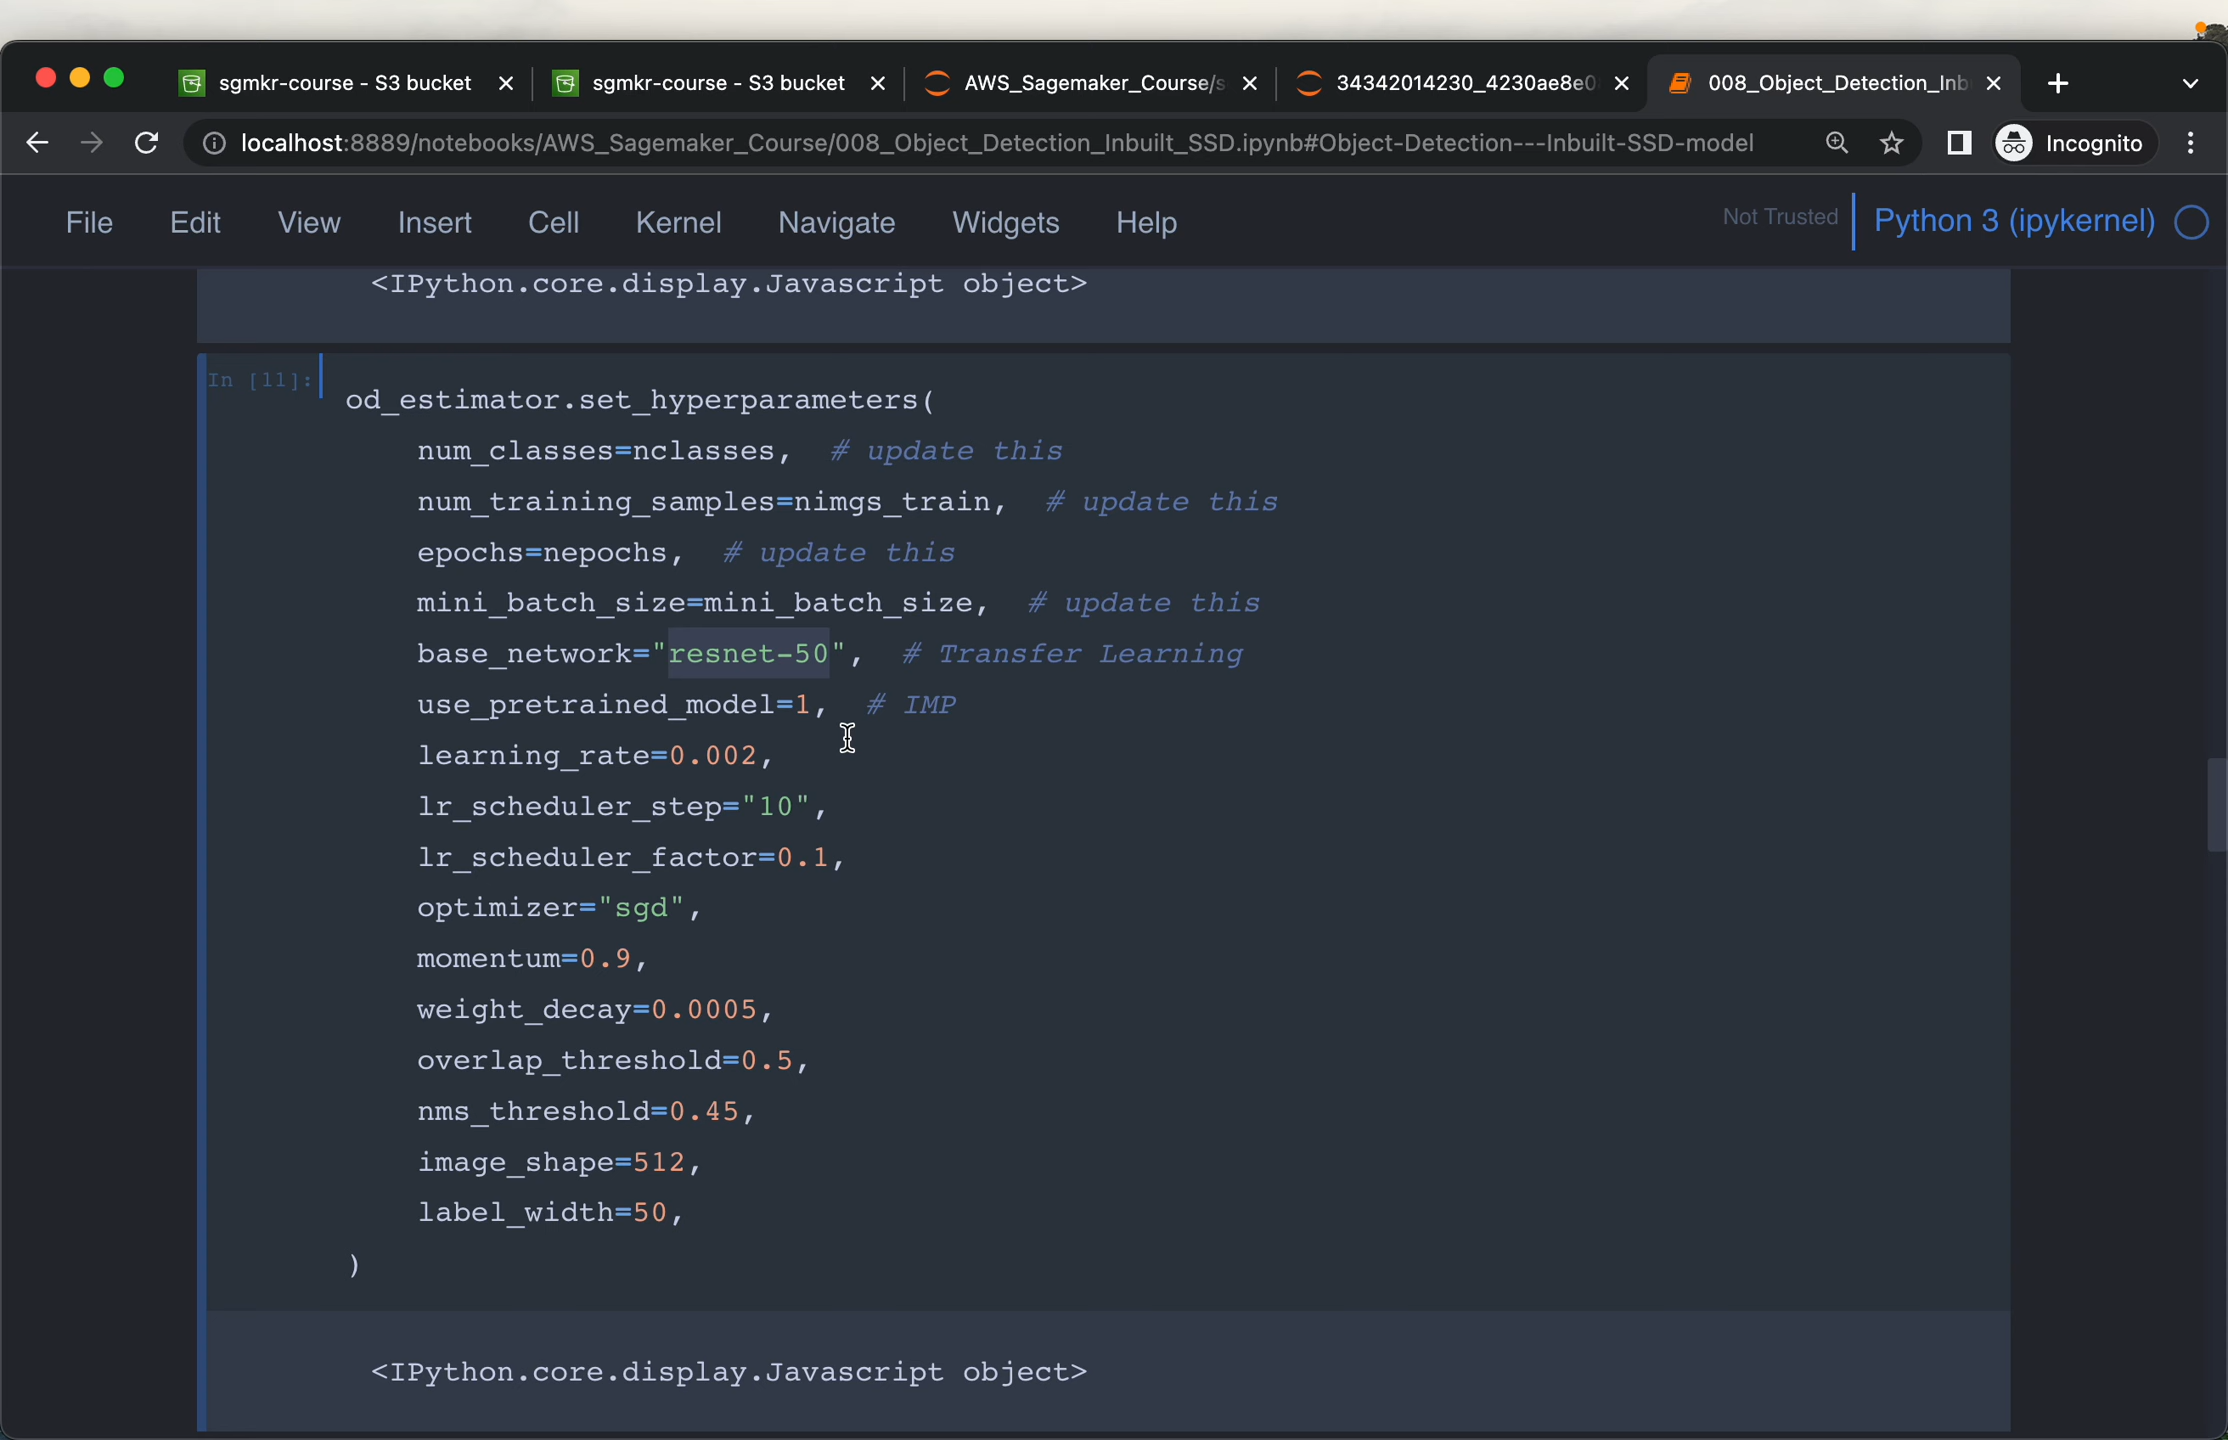 sgmkr-course - S3 bucket
sgmkr-course - S3 bucket
AWS_Sagemaker_Course/s
34342014230_4230ae8e0
008_Object_Detection_Inb
localhost:8889/notebooks/AWS_Sagemaker_Course/008_Object_Detection_Inbuilt_SSD.ipynb#Object-Detection---Inbuilt-SSD-model
Incognito
File Edit View Insert Cell Kernel Navigate Widgets Help
Not Trusted
Python 3 (ipykernel)
<IPython.core.display.Javascript object>
In [11]:
od_estimator.set_hyperparameters(
num_classes=nclasses,  # update this
num_training_samples=nimgs_train,  # update this
epochs=nepochs,  # update this
mini_batch_size=mini_batch_size,  # update this
base_network="resnet-50",  # Transfer Learning
use_pretrained_model=1,  # IMP
learning_rate=0.002,
lr_scheduler_step="10",
lr_scheduler_factor=0.1,
optimizer="sgd",
momentum=0.9,
weight_decay=0.0005,
overlap_threshold=0.5,
nms_threshold=0.45,
image_shape=512,
label_width=50,
)
<IPython.core.display.Javascript object>